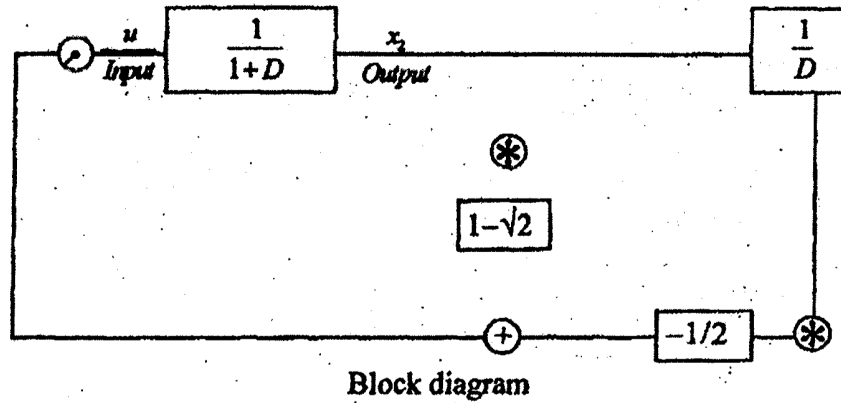 u
Input
1
1+D
x₂
Output
1
D
1−√2
+
−1/2
Block diagram